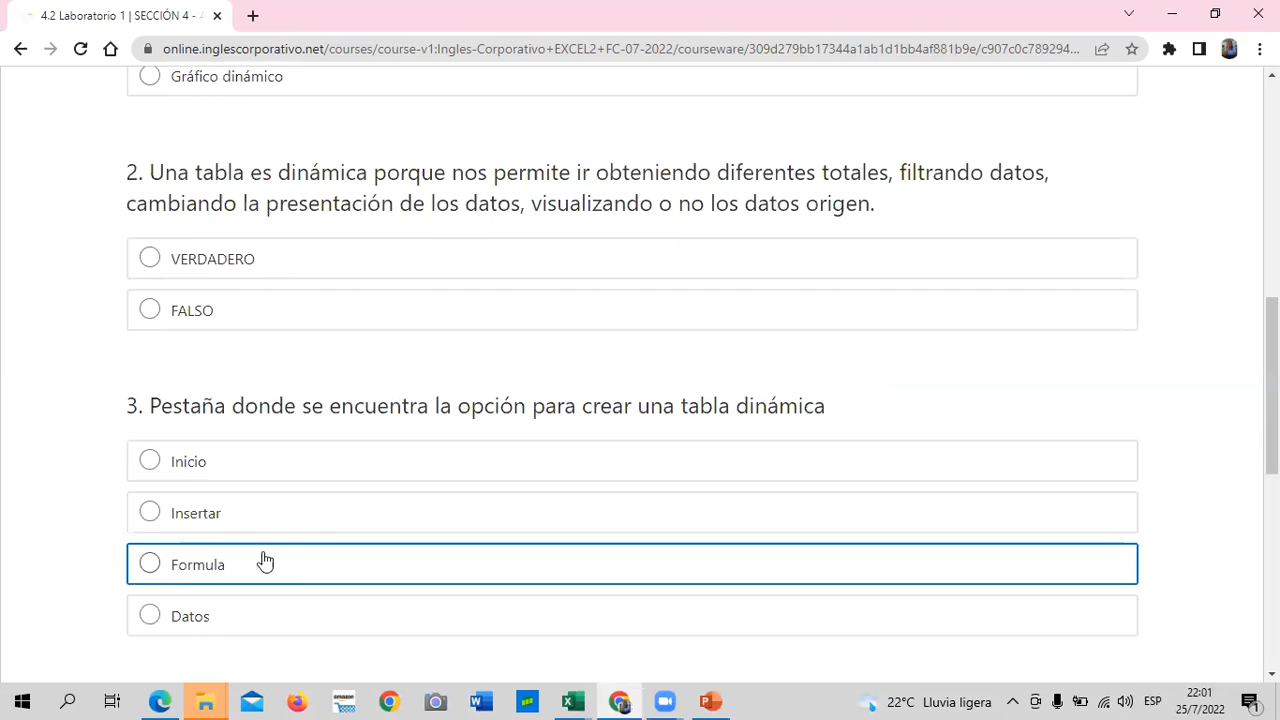 4.2 Laboratorio 1 | SECCIÓN 4 -
online.inglescorporativo.net/courses/course-v1:Ingles-Corporativo+EXCEL2+FC-07-2022/courseware/309d279bb17344a1ab1d1bb4af881b9e/c907c0c789294...
Gráfico dinámico
2. Una tabla es dinámica porque nos permite ir obteniendo diferentes totales, filtrando datos,
cambiando la presentación de los datos, visualizando o no los datos origen.
VERDADERO
FALSO
3. Pestaña donde se encuentra la opción para crear una tabla dinámica
Inicio
Insertar
Formula
Datos
amazon
22°C Lluvia ligera
ESP
22:01
25/7/2022
1